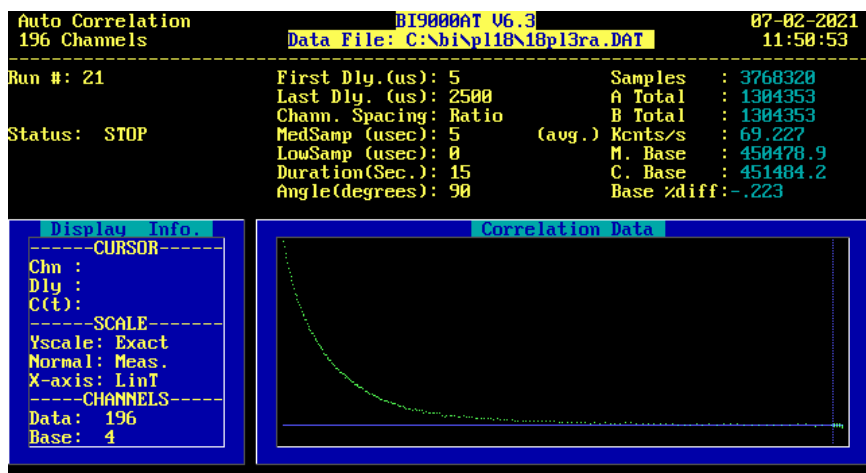 Auto Correlation BI9000AT V6.3 07-02-2021
196 Channels Data File: C:\bi\pl18\18pl3ra.DAT 11:50:53
Run #: 21 First Dly.(us): 5 Samples : 3768320
Last Dly. (us): 2500 A Total : 1304353
Chann. Spacing: Ratio B Total : 1304353
Status: STOP MedSamp (usec): 5 (avg.) Kcnts/s : 69.227
LowSamp (usec): 0 M. Base : 450478.9
Duration(Sec.): 15 C. Base : 451484.2
Angle(degrees): 90 Base %diff:-.223
Display Info. Correlation Data
------CURSOR------
Chn :
Dly :
C(t):
------SCALE-------
Yscale: Exact
Normal: Meas.
X-axis: LinT
-----CHANNELS-----
Data: 196
Base: 4